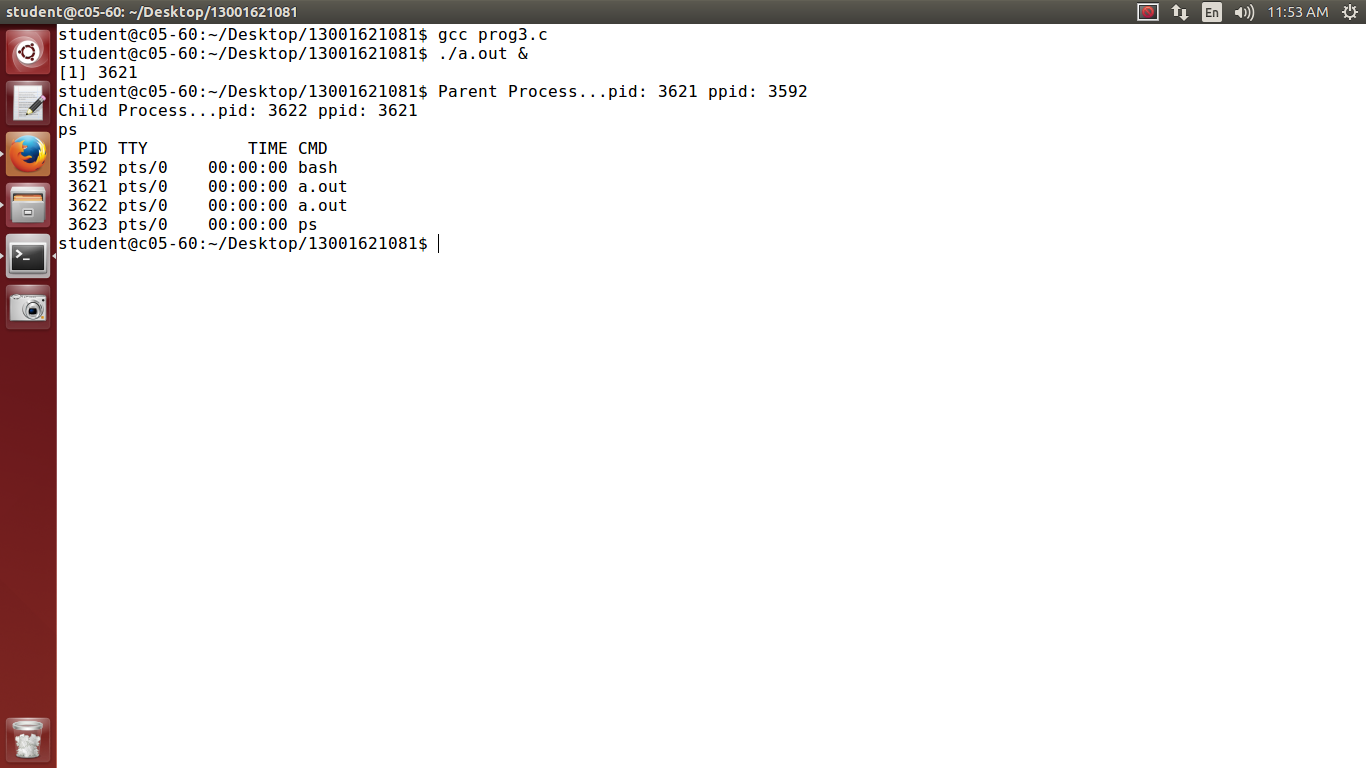 student@c05-60: ~/Desktop/13001621081
En
11:53 AM
student@c05-60:~/Desktop/13001621081$ gcc prog3.c
student@c05-60:~/Desktop/13001621081$ ./a.out &
[1] 3621
student@c05-60:~/Desktop/13001621081$ Parent Process...pid: 3621 ppid: 3592
Child Process...pid: 3622 ppid: 3621
ps
  PID TTY          TIME CMD
 3592 pts/0    00:00:00 bash
 3621 pts/0    00:00:00 a.out
 3622 pts/0    00:00:00 a.out
 3623 pts/0    00:00:00 ps
student@c05-60:~/Desktop/13001621081$